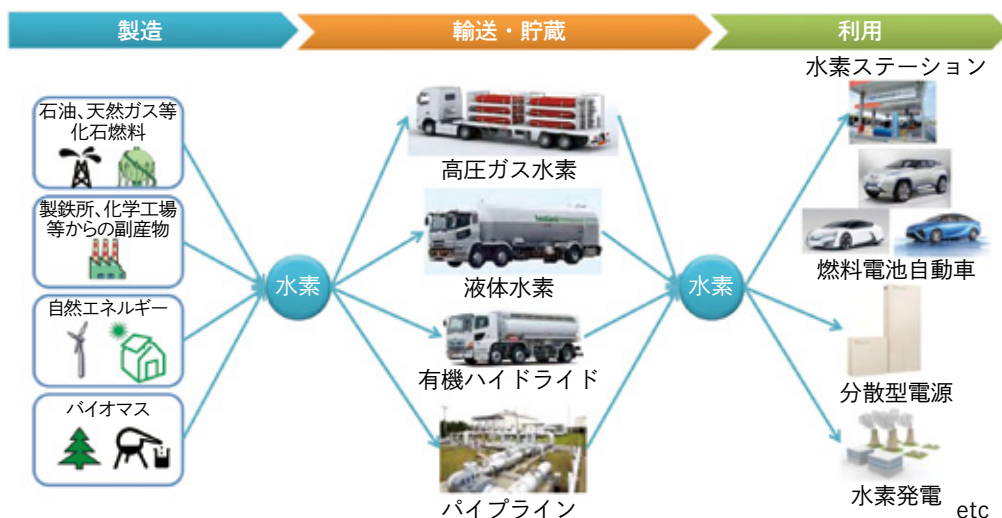 製造
輸送・貯蔵
利用
石油、天然ガス等
化石燃料
製鉄所、化学工場
等からの副産物
自然エネルギー
バイオマス
水素
高圧ガス水素
液体水素
有機ハイドライド
パイプライン
水素
水素ステーション
燃料電池自動車
分散型電源
水素発電
etc